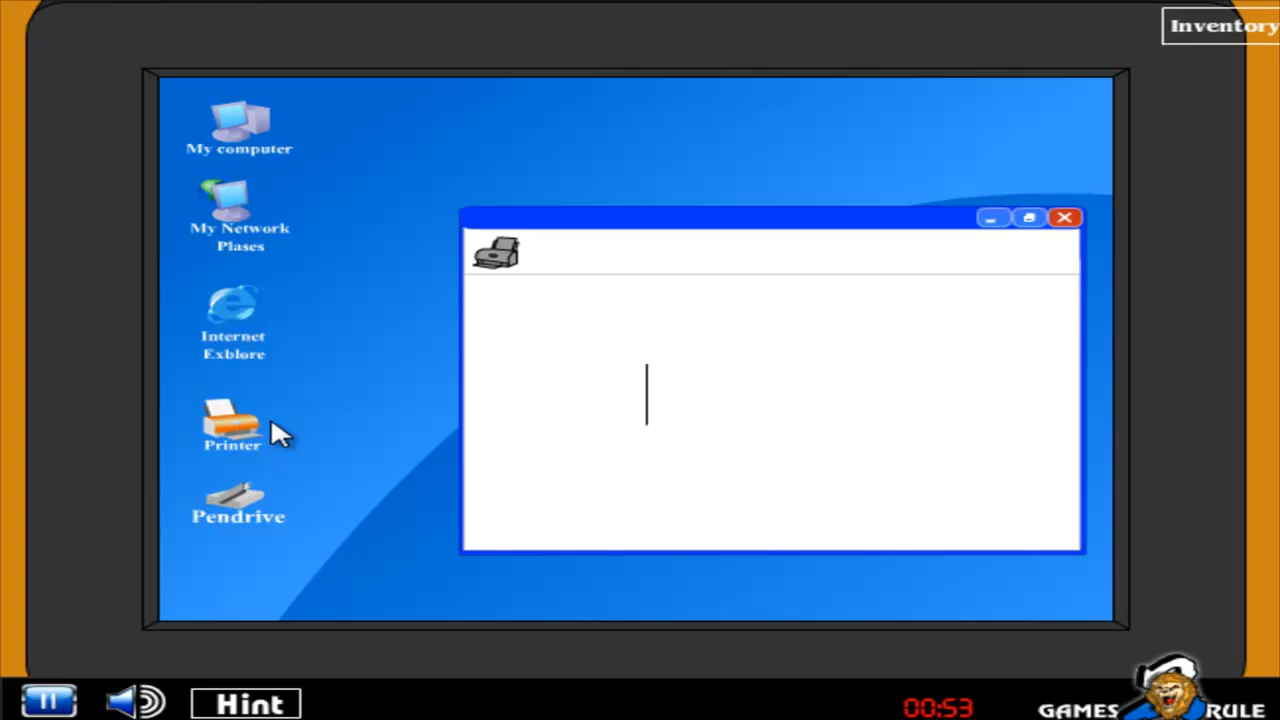 Inventory
My computer
My Network
Plases
Internet
Exblore
Printer
Pendrive
Hint
00:53
GAMES RULE